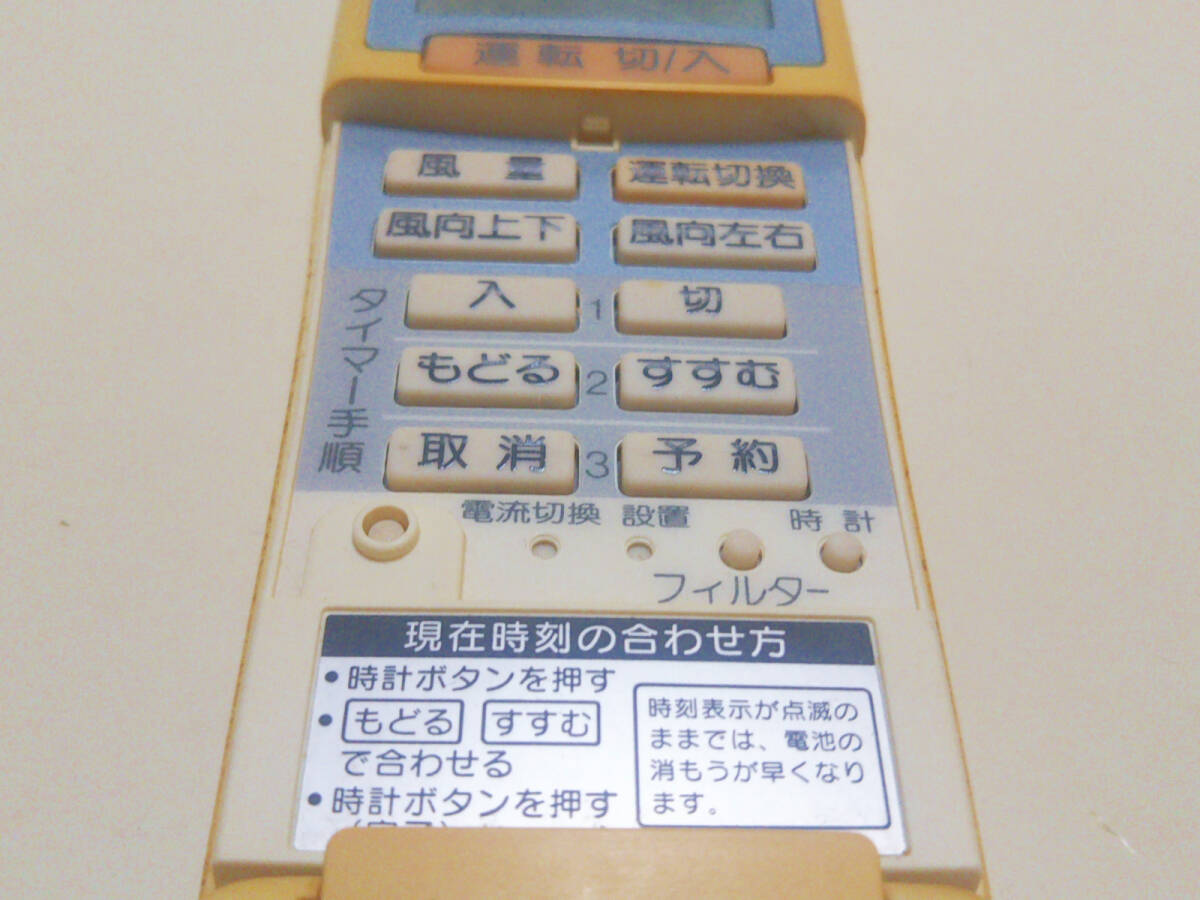 運転 切/入
風量 運転切換
風向上下 風向左右
タイマー手順
入 1 切
もどる 2 すすむ
取消 3 予約
電流切換 設置 時計
フィルター
現在時刻の合わせ方
•時計ボタンを押す
•もどる すすむ
で合わせる
•時計ボタンを押す
時刻表示が点滅の
ままでは、電池の
消もうが早くなり
ます。